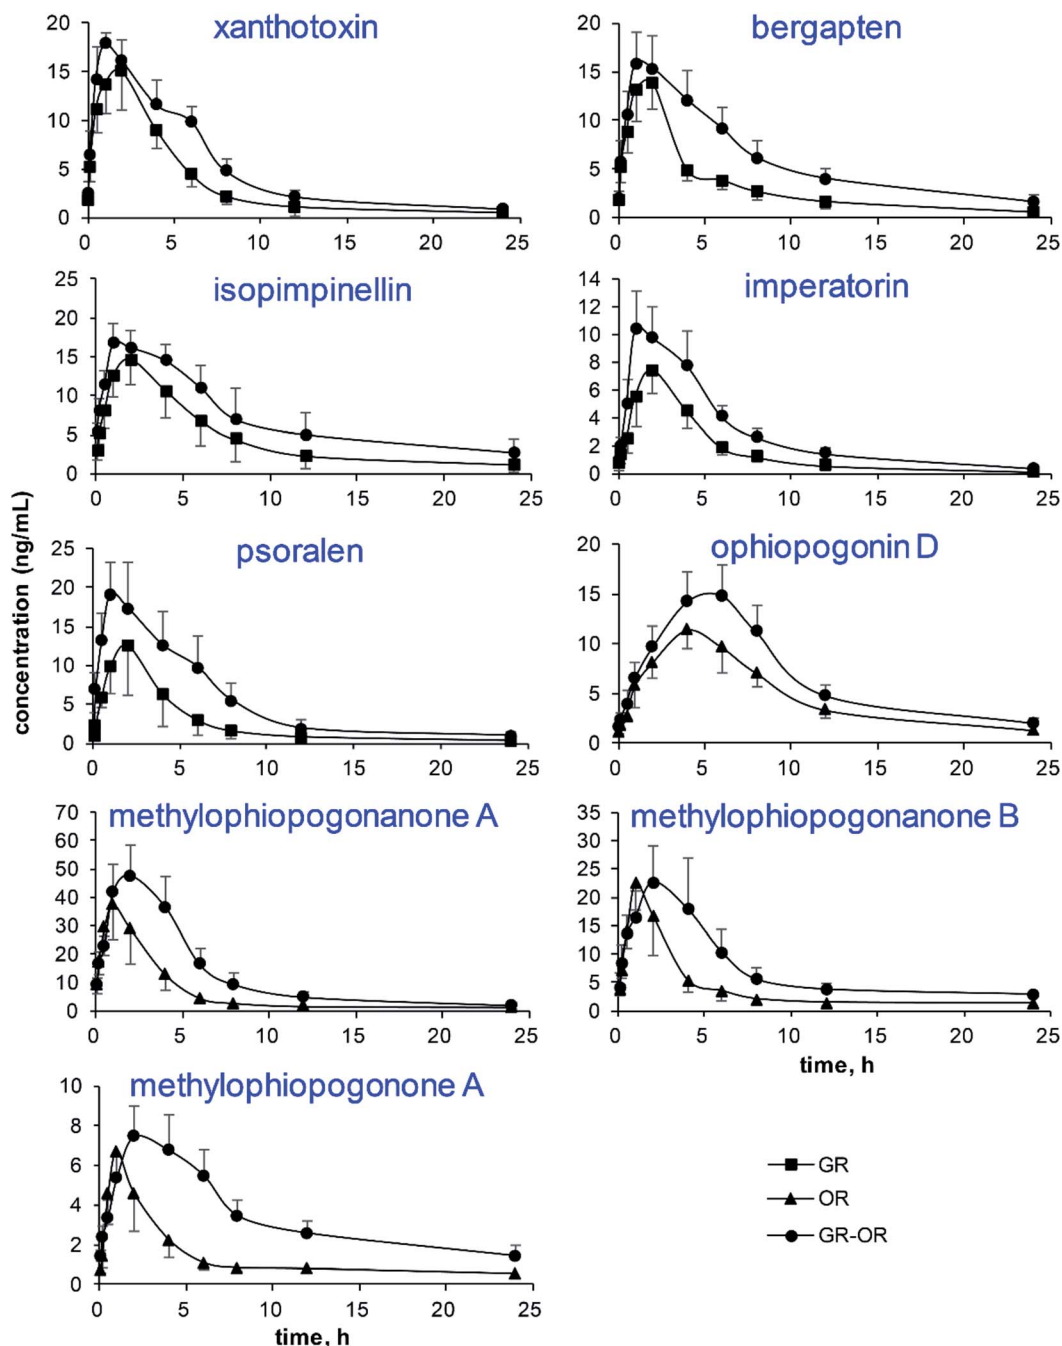 xanthotoxin
20
15
10
5
0
0 5 10 15 20 25
bergapten
20
15
10
5
0
0 5 10 15 20 25
isopimpinellin
25
20
15
10
5
0
0 5 10 15 20 25
imperatorin
14
12
10
8
6
4
2
0
0 5 10 15 20 25
concentration (ng/mL)
psoralen
25
20
15
10
5
0
0 5 10 15 20 25
ophiopogonin D
20
15
10
5
0
0 5 10 15 20 25
methylophiopogonanone A
70
60
50
40
30
20
10
0
0 5 10 15 20 25
methylophiopogonanone B
35
30
25
20
15
10
5
0
0 5 10 15 20 25
time, h
methylophiopogonone A
10
8
6
4
2
0
0 5 10 15 20 25
time, h
GR
OR
GR-OR